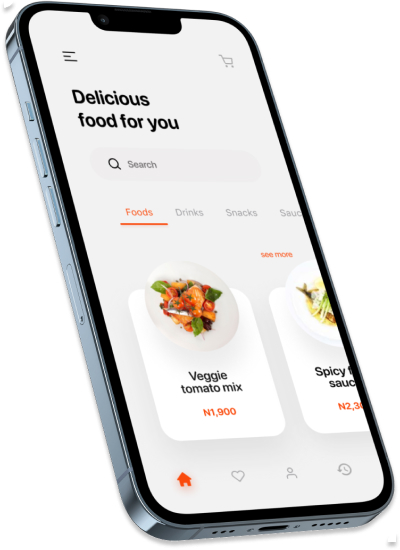 Delicious
food for you
Search
Foods Drinks Snacks Sauc
see more
Veggie
tomato mix
N1,900
Spicy
sauc
N2,3